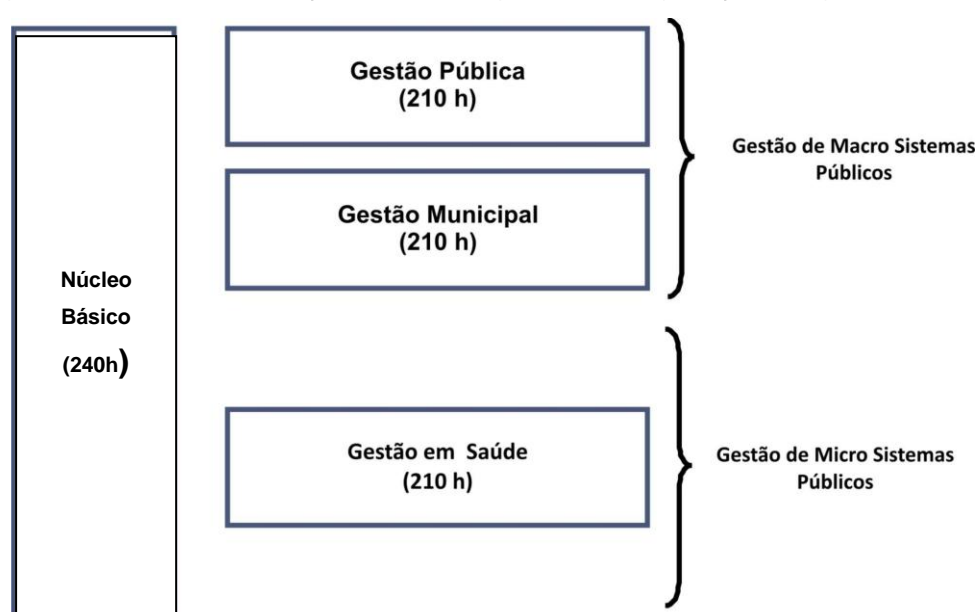 Núcleo
Básico
(240h)
Gestão Pública
(210 h)
Gestão Municipal
(210 h)
Gestão de Macro Sistemas
Públicos
Gestão em Saúde
(210 h)
Gestão de Micro Sistemas
Públicos